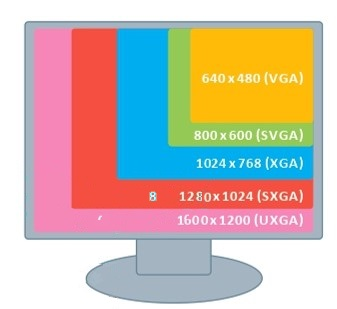 640 x 480 (VGA)
800 x 600 (SVGA)
1024 x 768 (XGA)
8 1280 x 1024 (SXGA)
1600 x 1200 (UXGA)